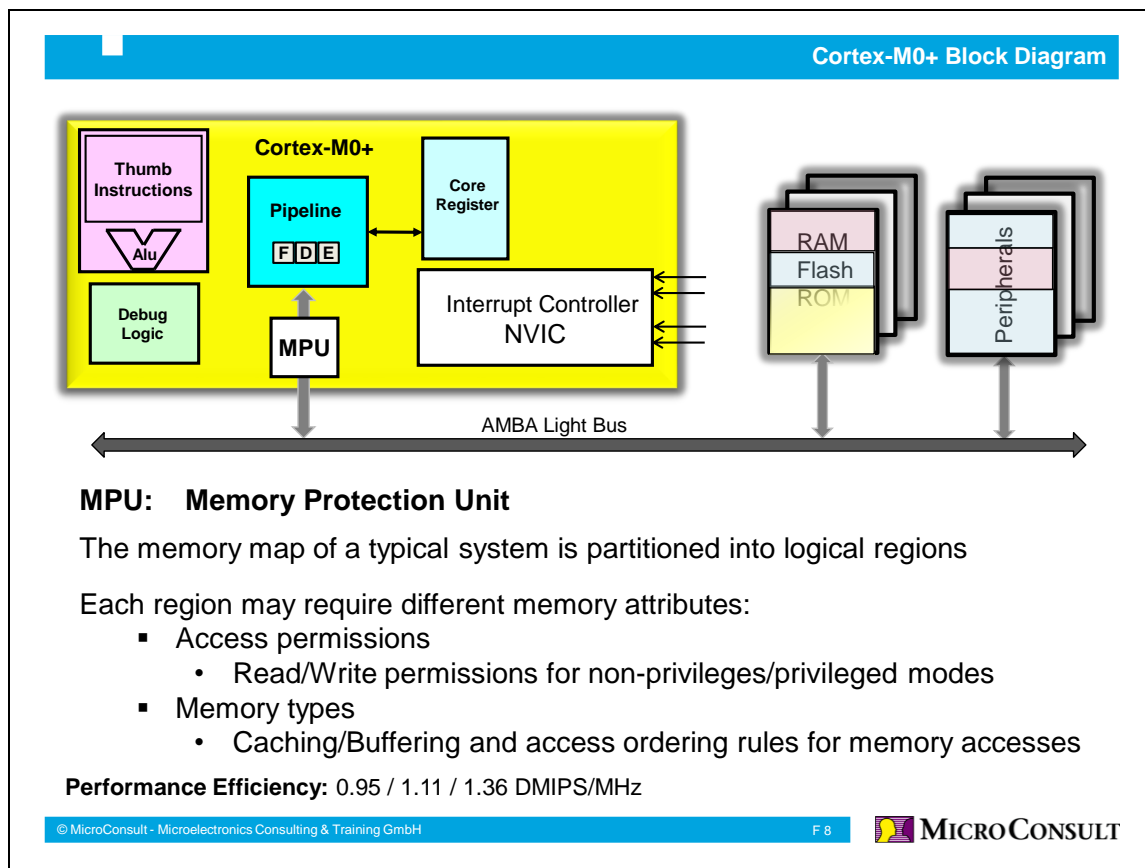 Cortex-M0+ Block Diagram
Thumb
Instructions
Alu
Debug
Logic
Cortex-M0+
Pipeline
F D E
MPU
Core
Register
Interrupt Controller
NVIC
RAM
Flash
ROM
Peripherals
AMBA Light Bus
MPU: Memory Protection Unit
The memory map of a typical system is partitioned into logical regions
Each region may require different memory attributes:
▪ Access permissions
• Read/Write permissions for non-privileges/privileged modes
▪ Memory types
• Caching/Buffering and access ordering rules for memory accesses
Performance Efficiency: 0.95 / 1.11 / 1.36 DMIPS/MHz
© MicroConsult - Microelectronics Consulting & Training GmbH
F 8
MICROCONSULT